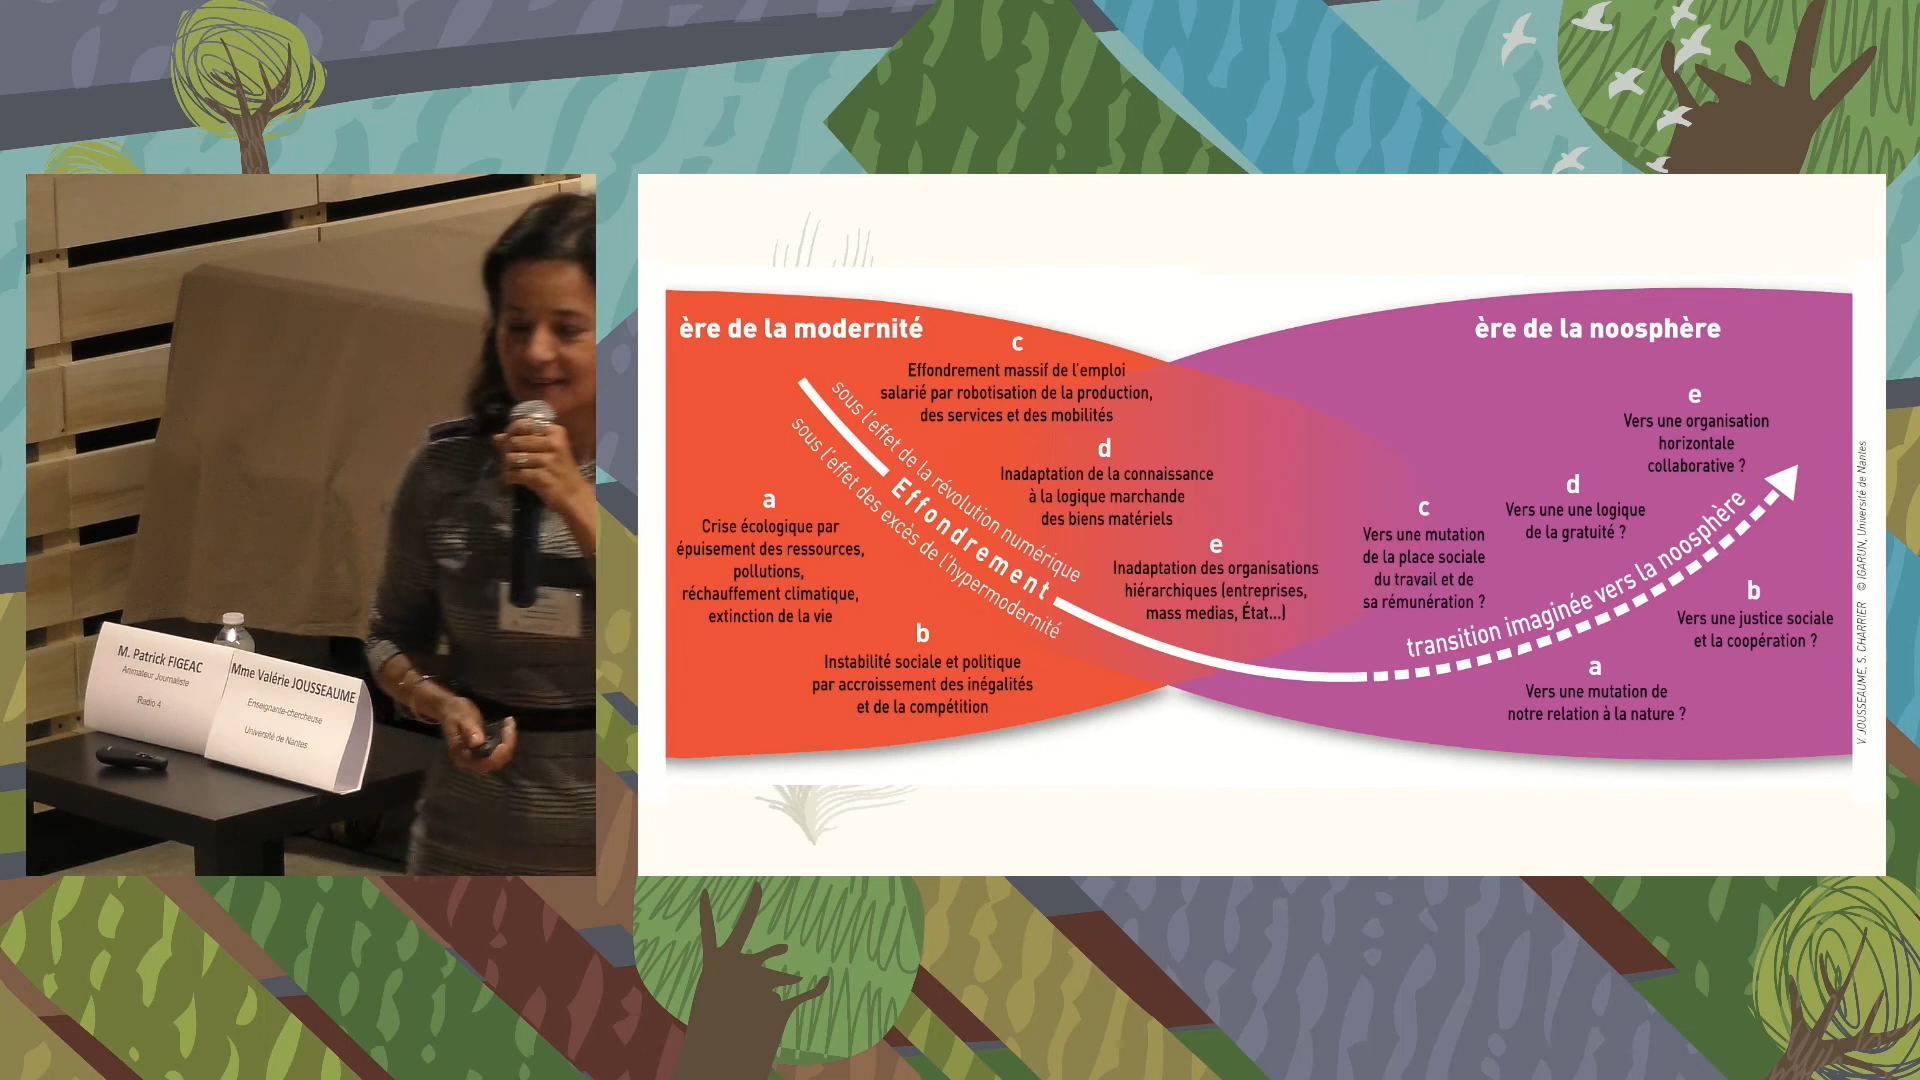 M. Patrick FIGEAC
Animateur Journaliste
Radio 4
Mme Valérie JOUSSEAUME
Enseignante-chercheuse
Université de Nantes
ère de la modernité
c
Effondrement massif de l'emploi
salarié par robotisation de la production,
des services et des mobilités
d
Inadaptation de la connaissance
à la logique marchande
des biens matériels
sous l'effet de la révolution numérique
Effondrement
sous l'effet des excès de l'hypermodernité
a
Crise écologique par
épuisement des ressources,
pollutions,
réchauffement climatique,
extinction de la vie
e
Inadaptation des organisations
hiérarchiques (entreprises,
mass medias, État...)
b
Instabilité sociale et politique
par accroissement des inégalités
et de la compétition
ère de la noosphère
e
Vers une organisation
horizontale
collaborative ?
d
Vers une une logique
de la gratuité ?
c
Vers une mutation
de la place sociale
du travail et de
sa rémunération ?
transition imaginée vers la noosphère
b
Vers une justice sociale
et la coopération ?
a
Vers une mutation de
notre relation à la nature ?
V. JOUSSEAUME, S. CHARRIER © IGARUN, Université de Nantes